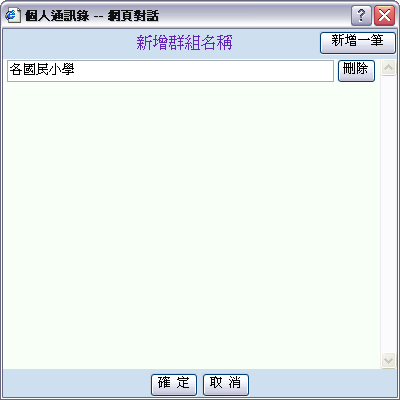 個人通訊錄 -- 網頁對話
新增群組名稱
新增一筆
各國民小學
刪除
確 定
取 消